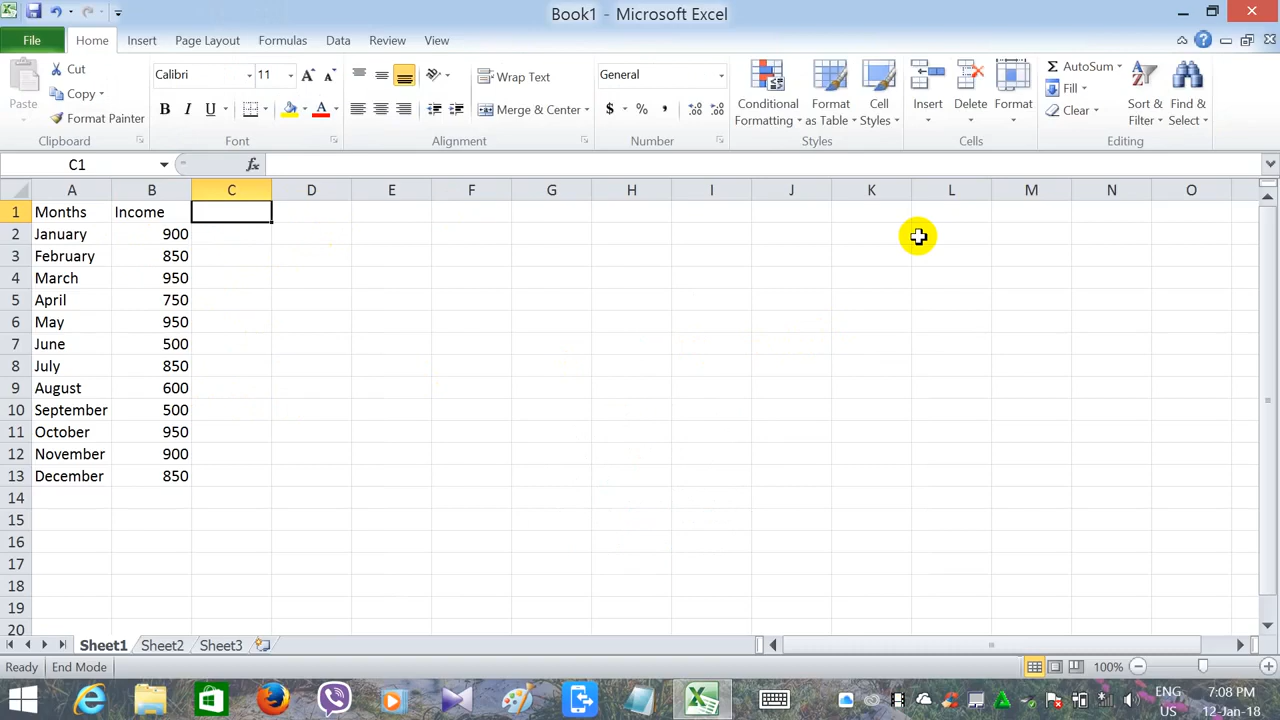 Book1 - Microsoft Excel
File Home Insert Page Layout Formulas Data Review View
Paste
Cut
Copy
Format Painter
Clipboard
Calibri 11
B I U
Font
Wrap Text
Merge & Center
Alignment
General
$ % ,
Number
Conditional Formatting
Format as Table
Cell Styles
Styles
Insert
Delete
Format
Cells
Σ AutoSum
Fill
Clear
Sort & Filter
Find & Select
Editing
C1 fx
A B C D E F G H I J K L M N O
1 Months Income
2 January 900
3 February 850
4 March 950
5 April 750
6 May 950
7 June 500
8 July 850
9 August 600
10 September 500
11 October 950
12 November 900
13 December 850
14
15
16
17
18
19
20
Sheet1 Sheet2 Sheet3
Ready End Mode 100%
ENG 7:08 PM
US 12-Jan-18